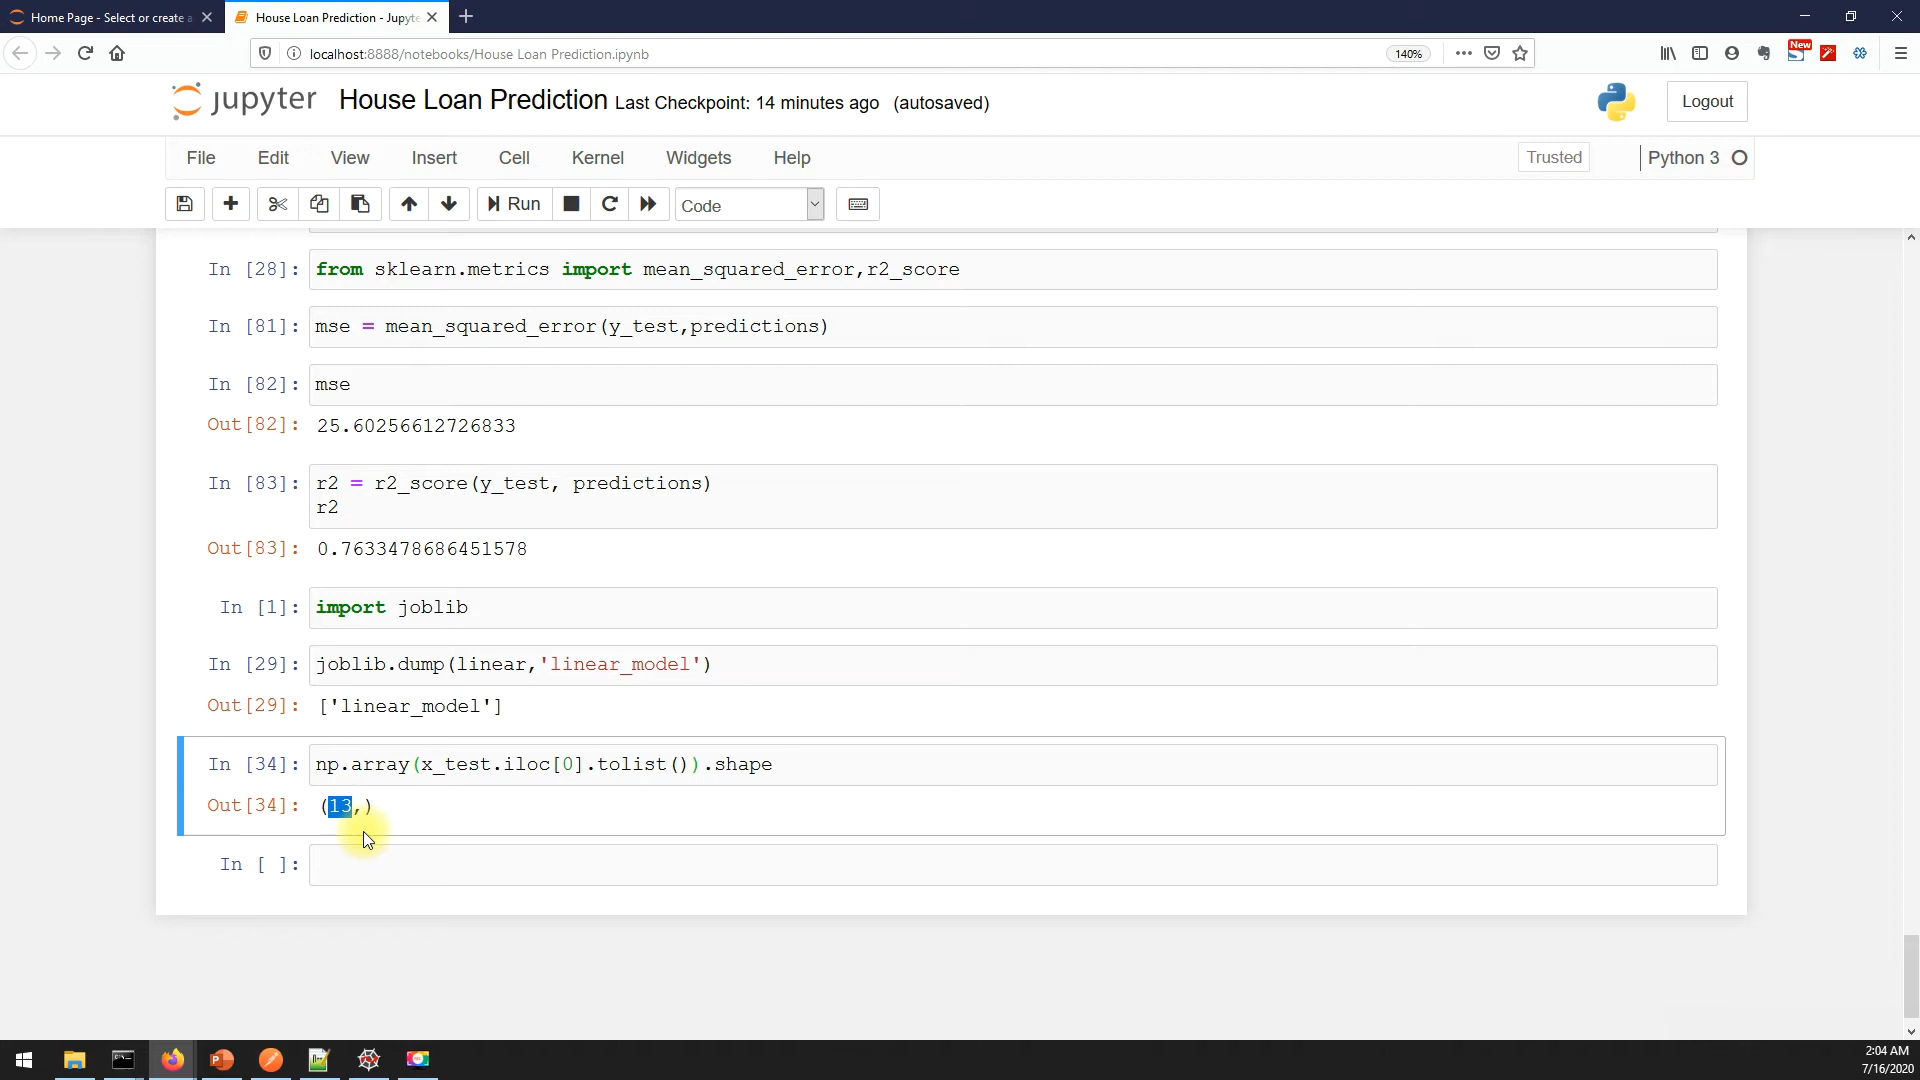 Home Page - Select or create a
House Loan Prediction - Jupyte
localhost:8888/notebooks/House Loan Prediction.ipynb
140%
New
jupyter
House Loan Prediction Last Checkpoint: 14 minutes ago (autosaved)
Logout
File Edit View Insert Cell Kernel Widgets Help
Trusted
Python 3
Run
Code
In [28]: from sklearn.metrics import mean_squared_error,r2_score
In [81]: mse = mean_squared_error(y_test,predictions)
In [82]: mse
Out[82]: 25.60256612726833
In [83]: r2 = r2_score(y_test, predictions)
r2
Out[83]: 0.7633478686451578
In [1]: import joblib
In [29]: joblib.dump(linear,'linear_model')
Out[29]: ['linear_model']
In [34]: np.array(x_test.iloc[0].tolist()).shape
Out[34]: (13,)
In [ ]:
2:04 AM
7/16/2020